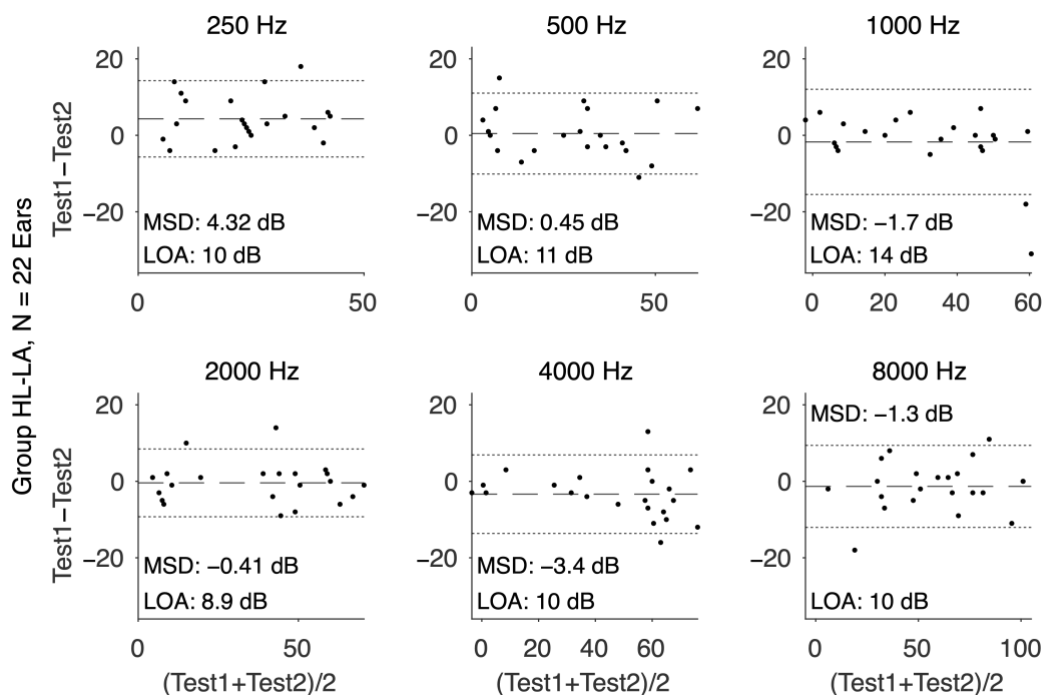 Group HL-LA, N = 22 Ears
250 Hz
Test1−Test2
20
0
−20
MSD: 4.32 dB
LOA: 10 dB
0
50
500 Hz
20
0
−20
MSD: 0.45 dB
LOA: 11 dB
0
50
1000 Hz
20
0
−20
MSD: −1.7 dB
LOA: 14 dB
0
20
40
60
2000 Hz
Test1−Test2
20
0
−20
MSD: −0.41 dB
LOA: 8.9 dB
0
50
(Test1+Test2)/2
4000 Hz
20
0
−20
MSD: −3.4 dB
LOA: 10 dB
0
20
40
60
(Test1+Test2)/2
8000 Hz
20
0
−20
MSD: −1.3 dB
LOA: 10 dB
0
50
100
(Test1+Test2)/2